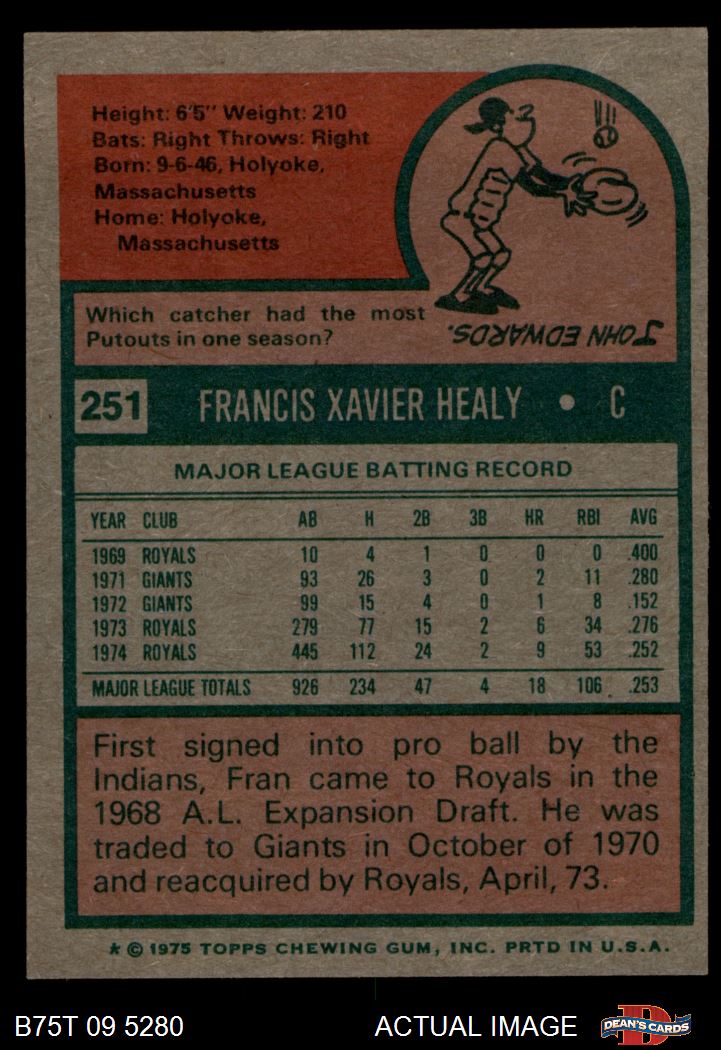 Height: 6'5" Weight: 210
Bats: Right Throws: Right
Born: 9-6-46, Holyoke,
Massachusetts
Home: Holyoke,
Massachusetts
Which catcher had the most
Putouts in one season?
JOHN EDWARDS.
251 FRANCIS XAVIER HEALY • C
MAJOR LEAGUE BATTING RECORD
YEAR CLUB AB H 2B 3B HR RBI AVG
1969 ROYALS 10 4 1 0 0 0 .400
1971 GIANTS 93 26 3 0 2 11 .280
1972 GIANTS 99 15 4 0 1 8 .152
1973 ROYALS 279 77 15 2 6 34 .276
1974 ROYALS 445 112 24 2 9 53 .252
MAJOR LEAGUE TOTALS 926 234 47 4 18 106 .253
First signed into pro ball by the
Indians, Fran came to Royals in the
1968 A.L. Expansion Draft. He was
traded to Giants in October of 1970
and reacquired by Royals, April, 73.
* © 1975 TOPPS CHEWING GUM, INC. PRTD IN U.S.A.
B75T 09 5280 ACTUAL IMAGE D DEAN'S CARDS